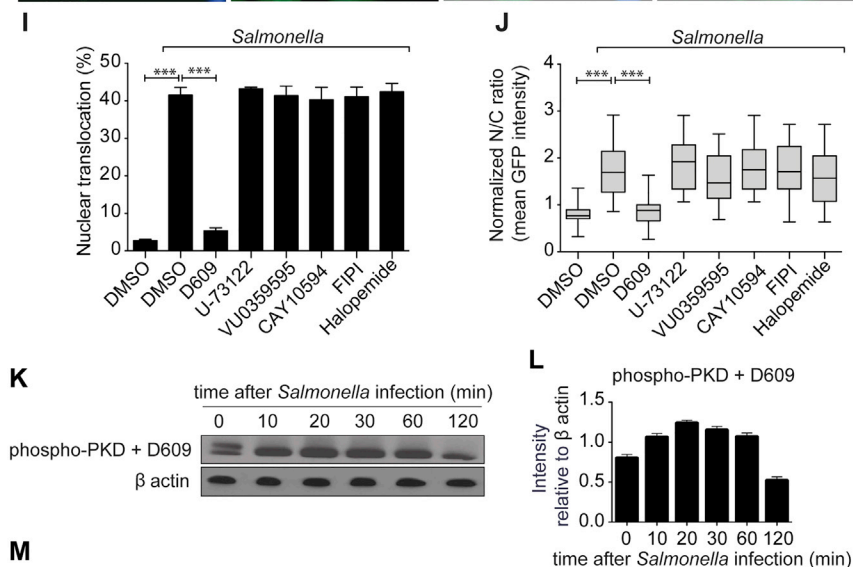 I
Salmonella
Nuclear translocation (%)
50
40
30
20
10
0
***
***
DMSO
DMSO
D609
U-73122
VU0359595
CAY10594
FIPI
Halopemide
J
Salmonella
Normalized N/C ratio
(mean GFP intensity)
4
3
2
1
0
***
***
DMSO
DMSO
D609
U-73122
VU0359595
CAY10594
FIPI
Halopemide
K
time after Salmonella infection (min)
0 10 20 30 60 120
phospho-PKD + D609
β actin
L
phospho-PKD + D609
Intensity
relative to β actin
1.5
1.0
0.5
0.0
0 10 20 30 60 120
time after Salmonella infection (min)
M